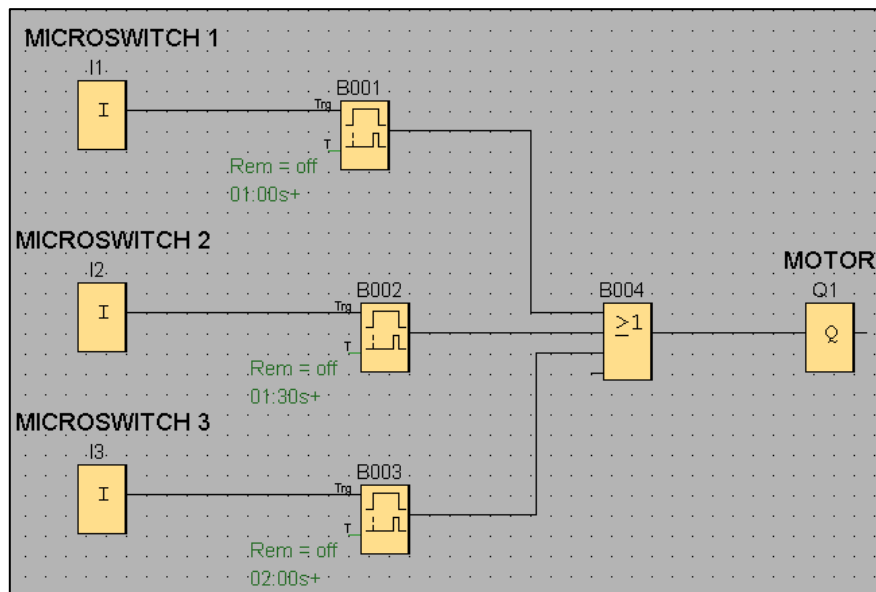 MICROSWITCH 1
I1
I
B001
Trg
T
Rem = off
01:00s+
MICROSWITCH 2
I2
I
B002
Trg
T
Rem = off
01:30s+
B004
≥1
MOTOR
Q1
Q
MICROSWITCH 3
I3
I
B003
Trg
T
Rem = off
02:00s+